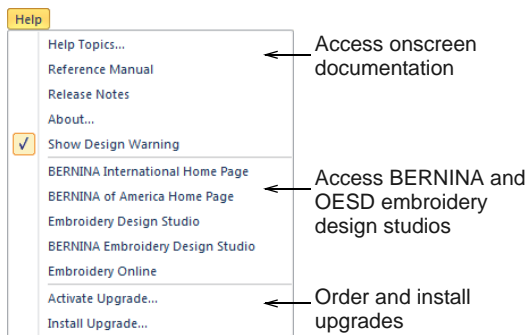 Help
Help Topics...
Reference Manual
Release Notes
About...
Show Design Warning
BERNINA International Home Page
BERNINA of America Home Page
Embroidery Design Studio
BERNINA Embroidery Design Studio
Embroidery Online
Activate Upgrade...
Install Upgrade...
Access onscreen
documentation
Access BERNINA and
OESD embroidery
design studios
Order and install
upgrades